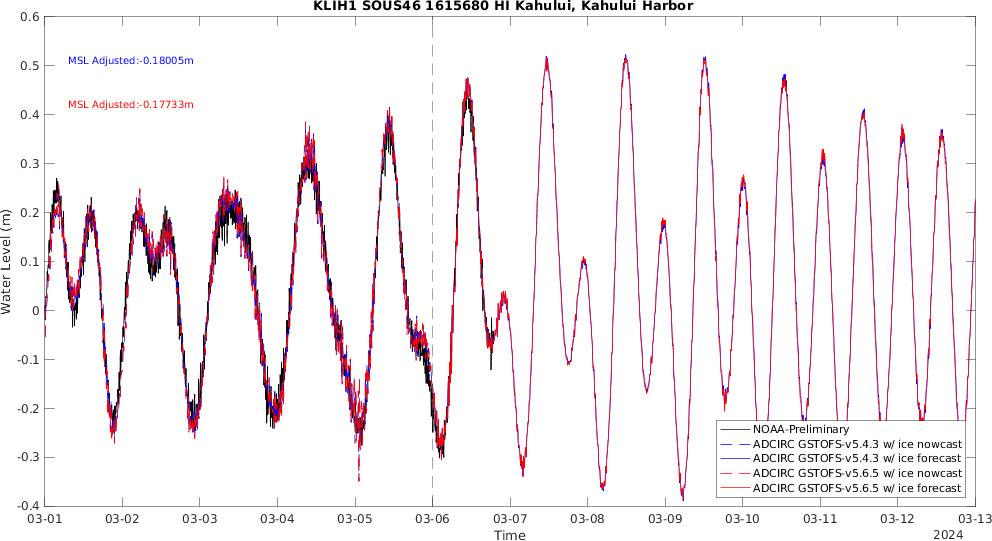 KLIH1 SOUS46 1615680 HI Kahului, Kahului Harbor
0.6
0.5
0.4
0.3
0.2
0.1
0
-0.1
-0.2
-0.3
-0.4
Water Level (m)
MSL Adjusted:-0.18005m
MSL Adjusted:-0.17733m
NOAA-Preliminary
ADCIRC GSTOFS-v5.4.3 w/ ice nowcast
ADCIRC GSTOFS-v5.4.3 w/ ice forecast
ADCIRC GSTOFS-v5.6.5 w/ ice nowcast
ADCIRC GSTOFS-v5.6.5 w/ ice forecast
03-01 03-02 03-03 03-04 03-05 03-06 03-07 03-08 03-09 03-10 03-11 03-12 03-13
Time
2024